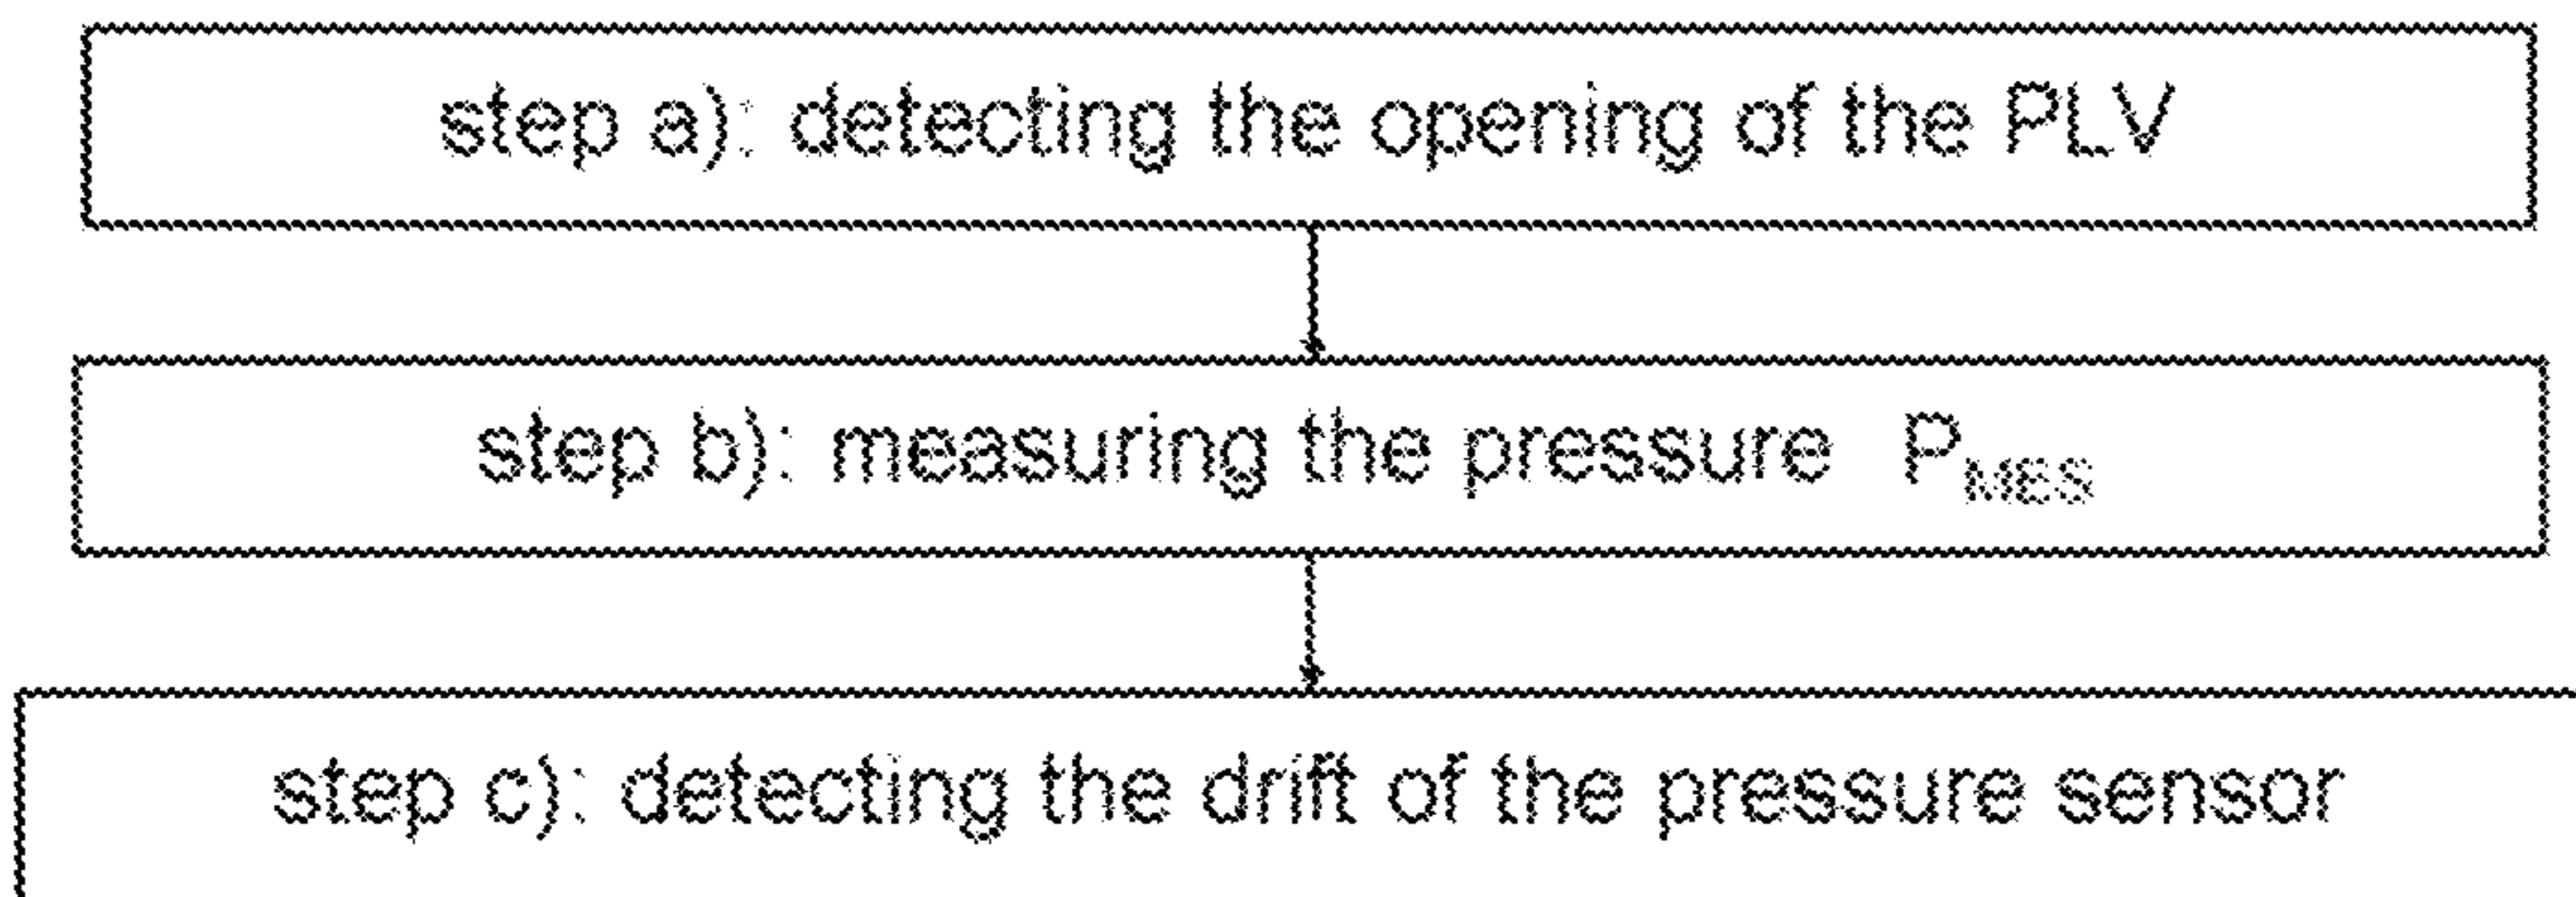 step a): detecting the opening of the PLV
step b): measuring the pressure P_MES
step c): detecting the drift of the pressure sensor